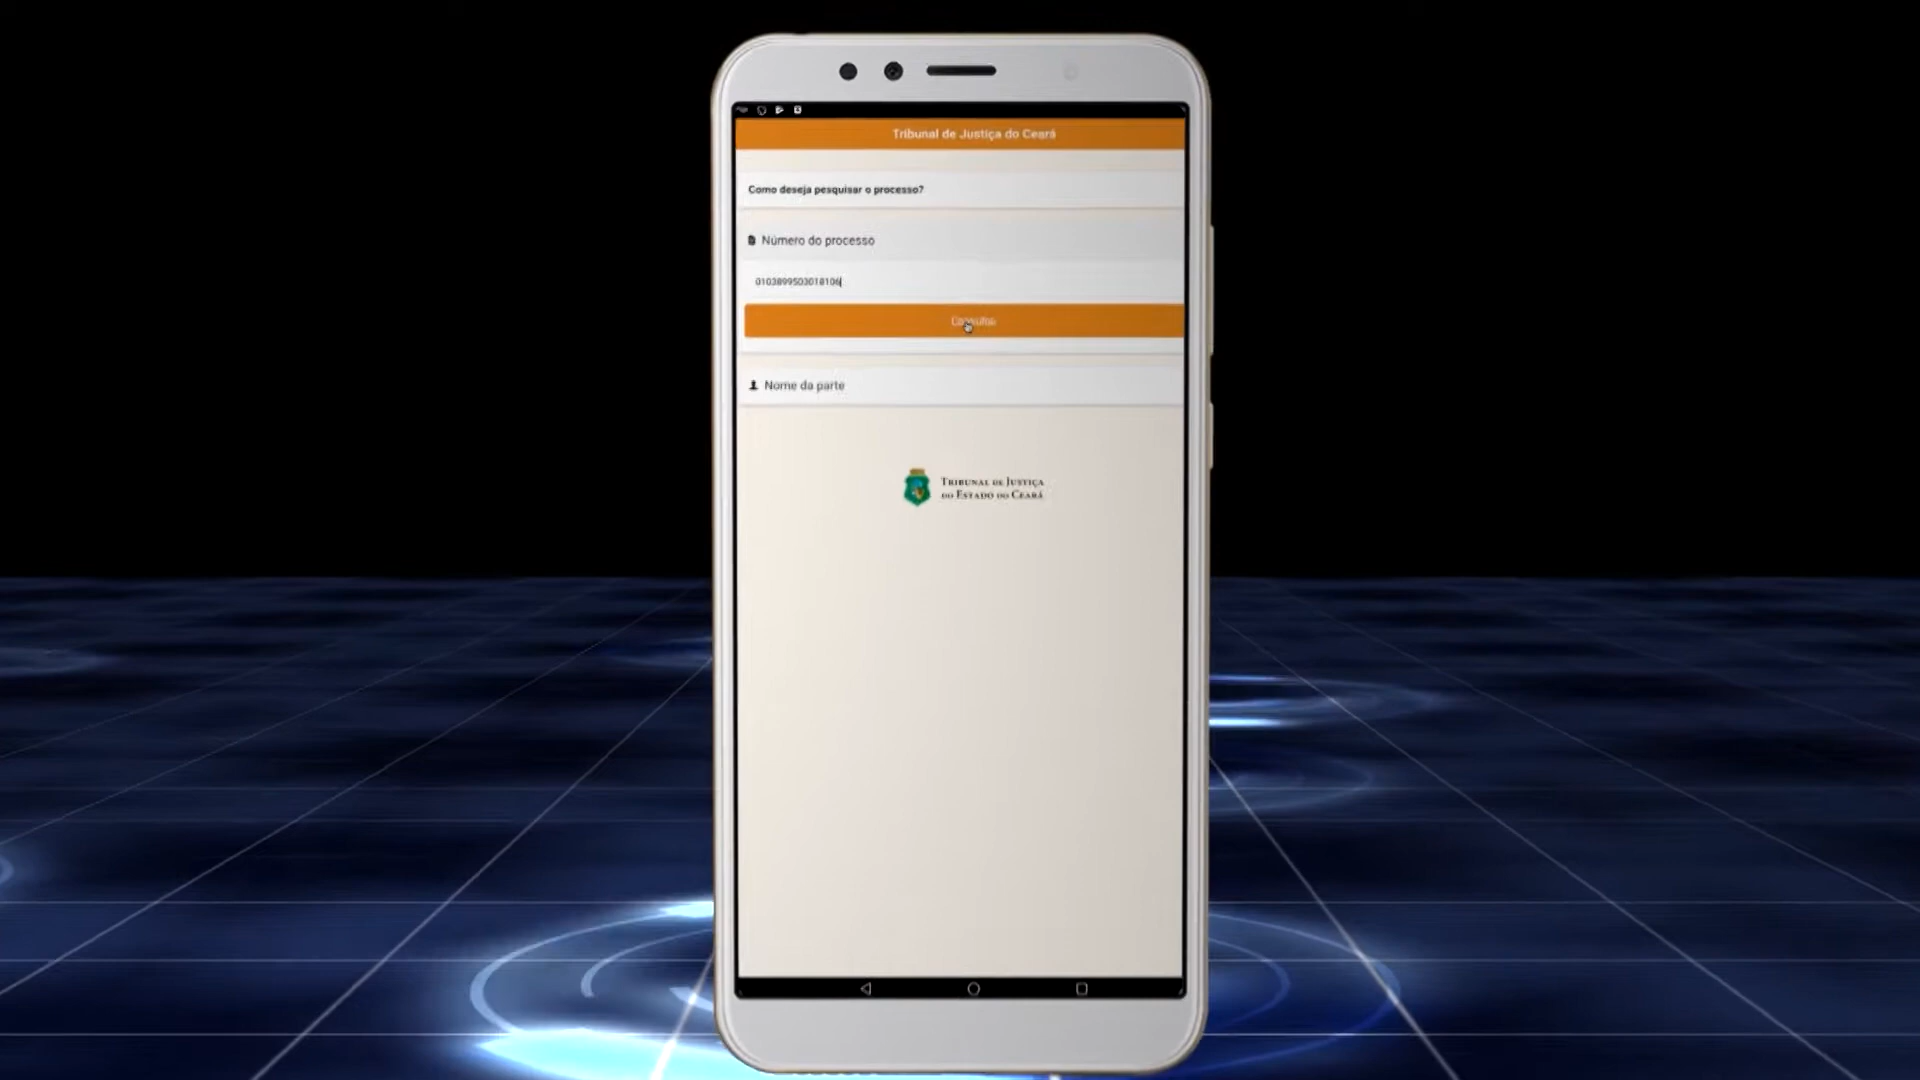 Tribunal de Justiça do Ceará
Como deseja pesquisar o processo?
Número do processo
0103899503018106
Consultar
Nome da parte
TRIBUNAL DE JUSTIÇA
DO ESTADO DO CEARÁ